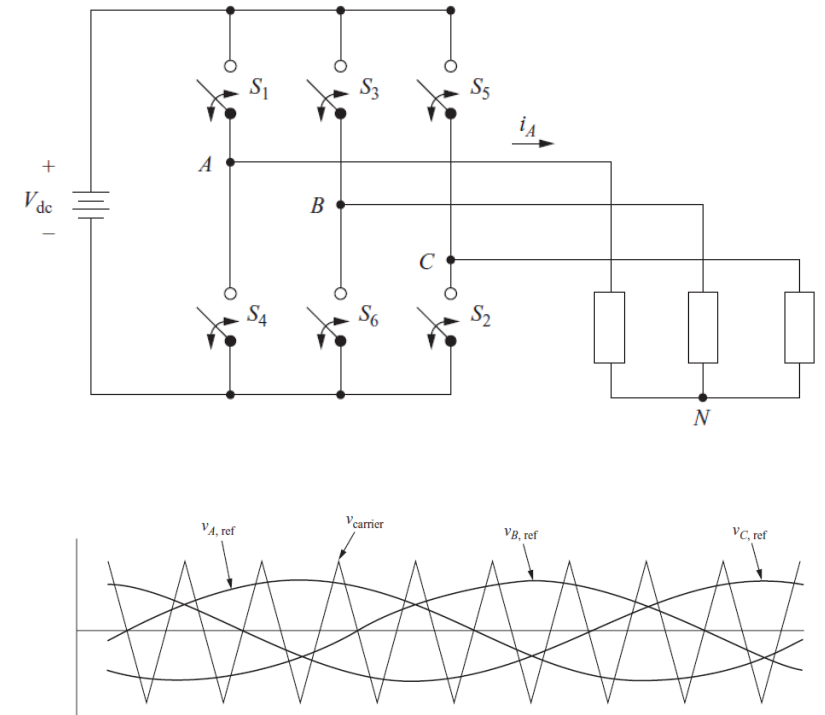 S1 S3 S5
iA
A
+
Vdc
−
B
C
S4 S6 S2
N
vA, ref vcarrier vB, ref vC, ref